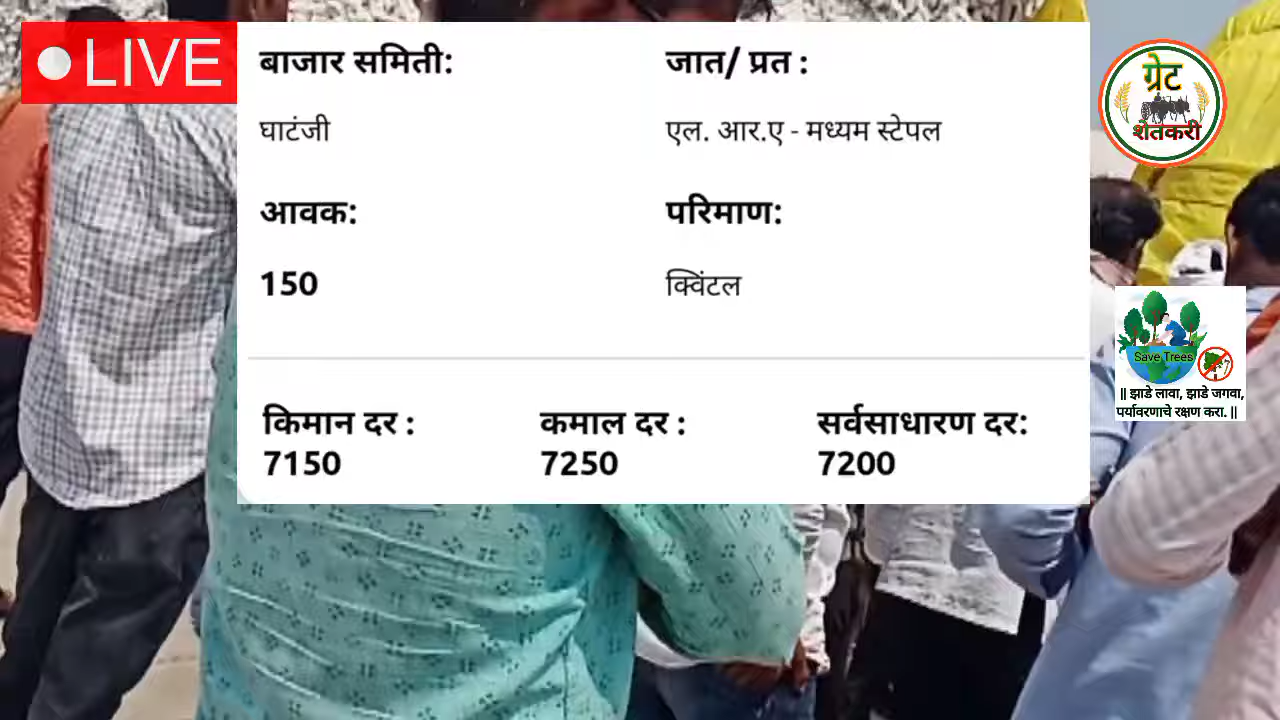 LIVE
बाजार समिती:
जात/ प्रत :
घाटंजी
एल. आर.ए - मध्यम स्टेपल
आवक:
परिमाण:
150
क्विंटल
किमान दर :
कमाल दर :
सर्वसाधारण दर:
7150
7250
7200
ग्रेट
शेतकरी
Save Trees
|| झाडे लावा, झाडे जगवा,
पर्यावरणाचे रक्षण करा. ||